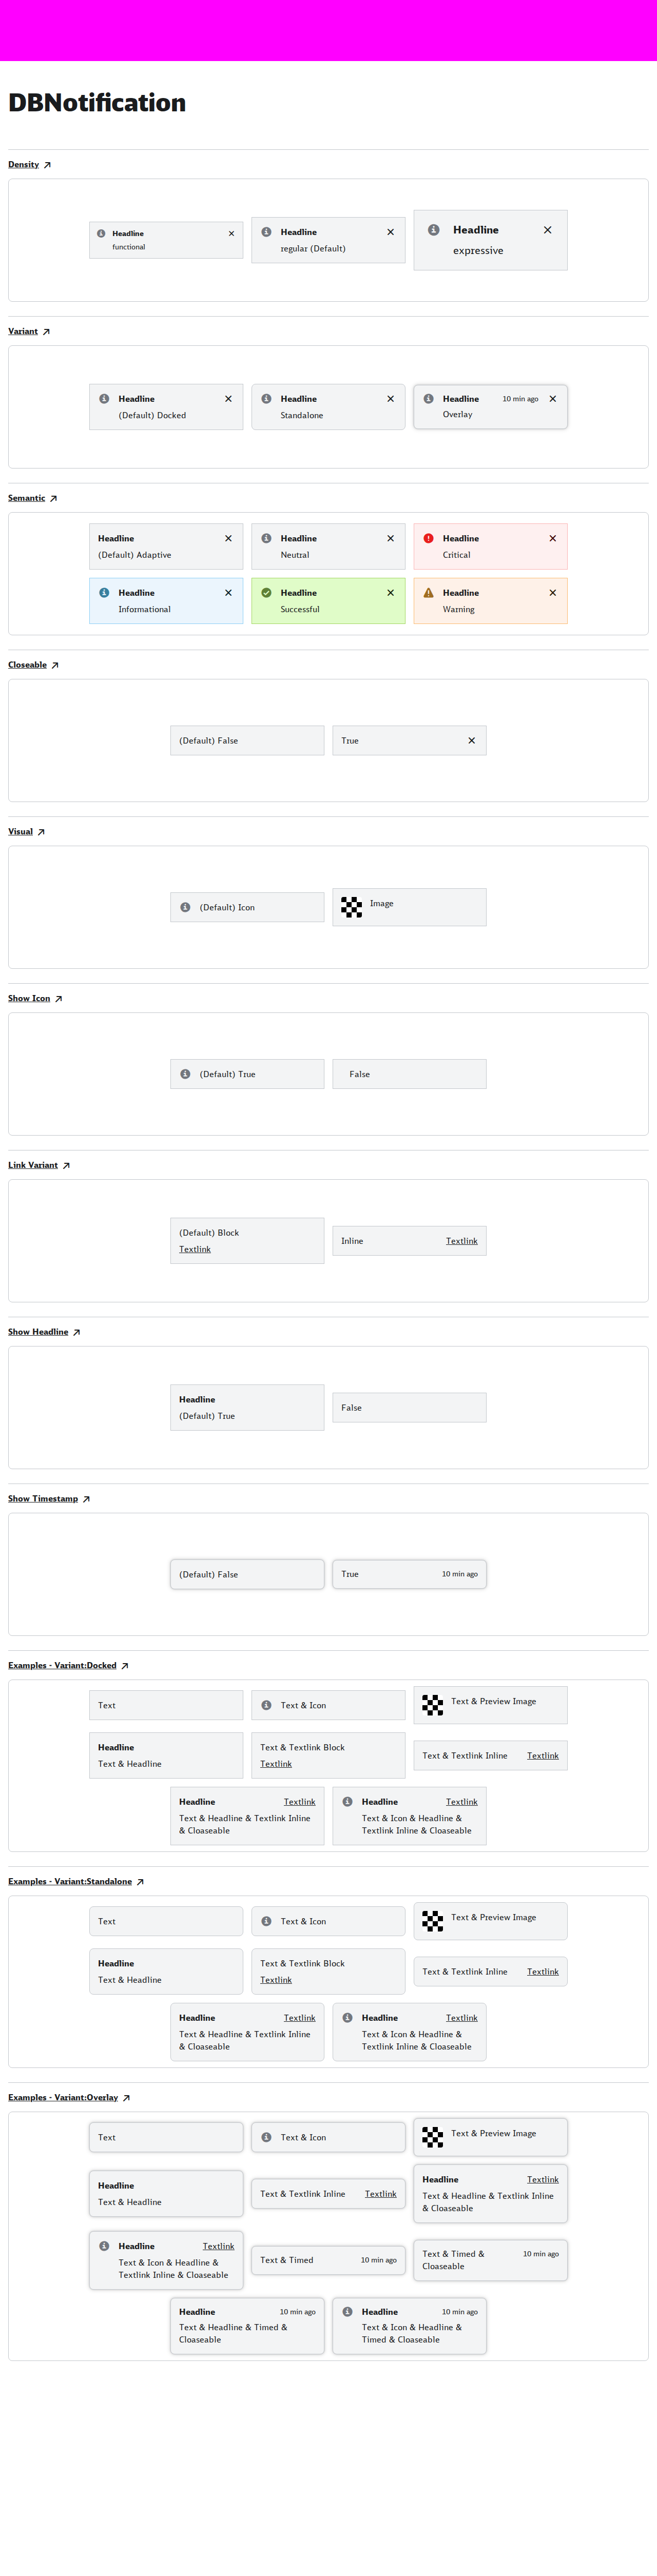 DBNotification
Density
Headline
functional
Headline
regular (Default)
Headline
expressive
Variant
Headline
(Default) Docked
Headline
Standalone
Headline 10 min ago
Overlay
Semantic
Headline
(Default) Adaptive
Headline
Neutral
Headline
Critical
Headline
Informational
Headline
Successful
Headline
Warning
Closeable
(Default) False
True
Visual
(Default) Icon
Image
Show Icon
(Default) True
False
Link Variant
(Default) Block
Textlink
Inline Textlink
Show Headline
Headline
(Default) True
False
Show Timestamp
(Default) False
True 10 min ago
Examples - Variant:Docked
Text
Text & Icon
Text & Preview Image
Headline
Text & Headline
Text & Textlink Block
Textlink
Text & Textlink Inline Textlink
Headline Textlink
Text & Headline & Textlink Inline
& Cloaseable
Headline Textlink
Text & Icon & Headline &
Textlink Inline & Cloaseable
Examples - Variant:Standalone
Text
Text & Icon
Text & Preview Image
Headline
Text & Headline
Text & Textlink Block
Textlink
Text & Textlink Inline Textlink
Headline Textlink
Text & Headline & Textlink Inline
& Cloaseable
Headline Textlink
Text & Icon & Headline &
Textlink Inline & Cloaseable
Examples - Variant:Overlay
Text
Text & Icon
Text & Preview Image
Headline
Text & Headline
Text & Textlink Inline Textlink
Headline Textlink
Text & Headline & Textlink Inline
& Cloaseable
Headline Textlink
Text & Icon & Headline &
Textlink Inline & Cloaseable
Text & Timed 10 min ago
Text & Timed & 10 min ago
Cloaseable
Headline 10 min ago
Text & Headline & Timed &
Cloaseable
Headline 10 min ago
Text & Icon & Headline &
Timed & Cloaseable